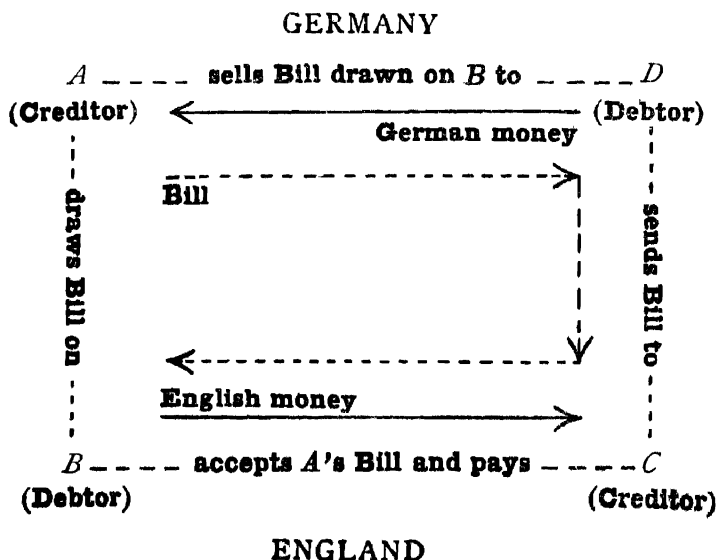 GERMANY
A sells Bill drawn on B to D
(Creditor) (Debtor)
German money
Bill
draws Bill on
sends Bill to
English money
B accepts A's Bill and pays C
(Debtor) (Creditor)
ENGLAND